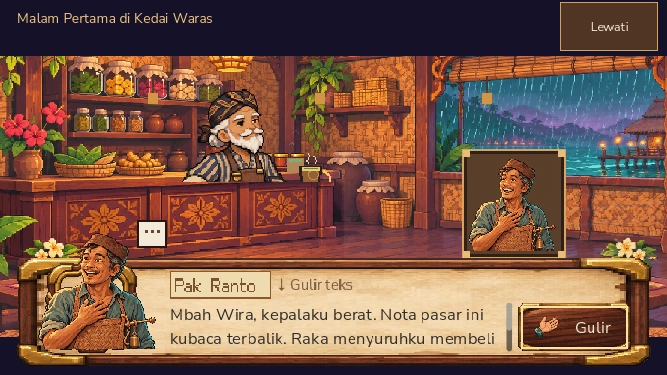 Malam Pertama di Kedai Waras
Lewati
...
Pak Ranto
↓ Gulir teks
Mbah Wira, kepalaku berat. Nota pasar ini
kubaca terbalik. Raka menyuruhku membeli
Gulir